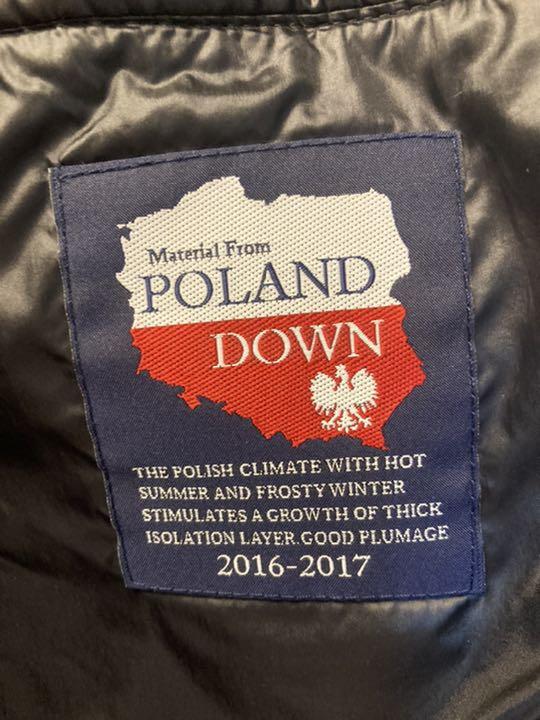 Material From
POLAND
DOWN
THE POLISH CLIMATE WITH HOT
SUMMER AND FROSTY WINTER
STIMULATES A GROWTH OF THICK
ISOLATION LAYER.GOOD PLUMAGE
2016-2017